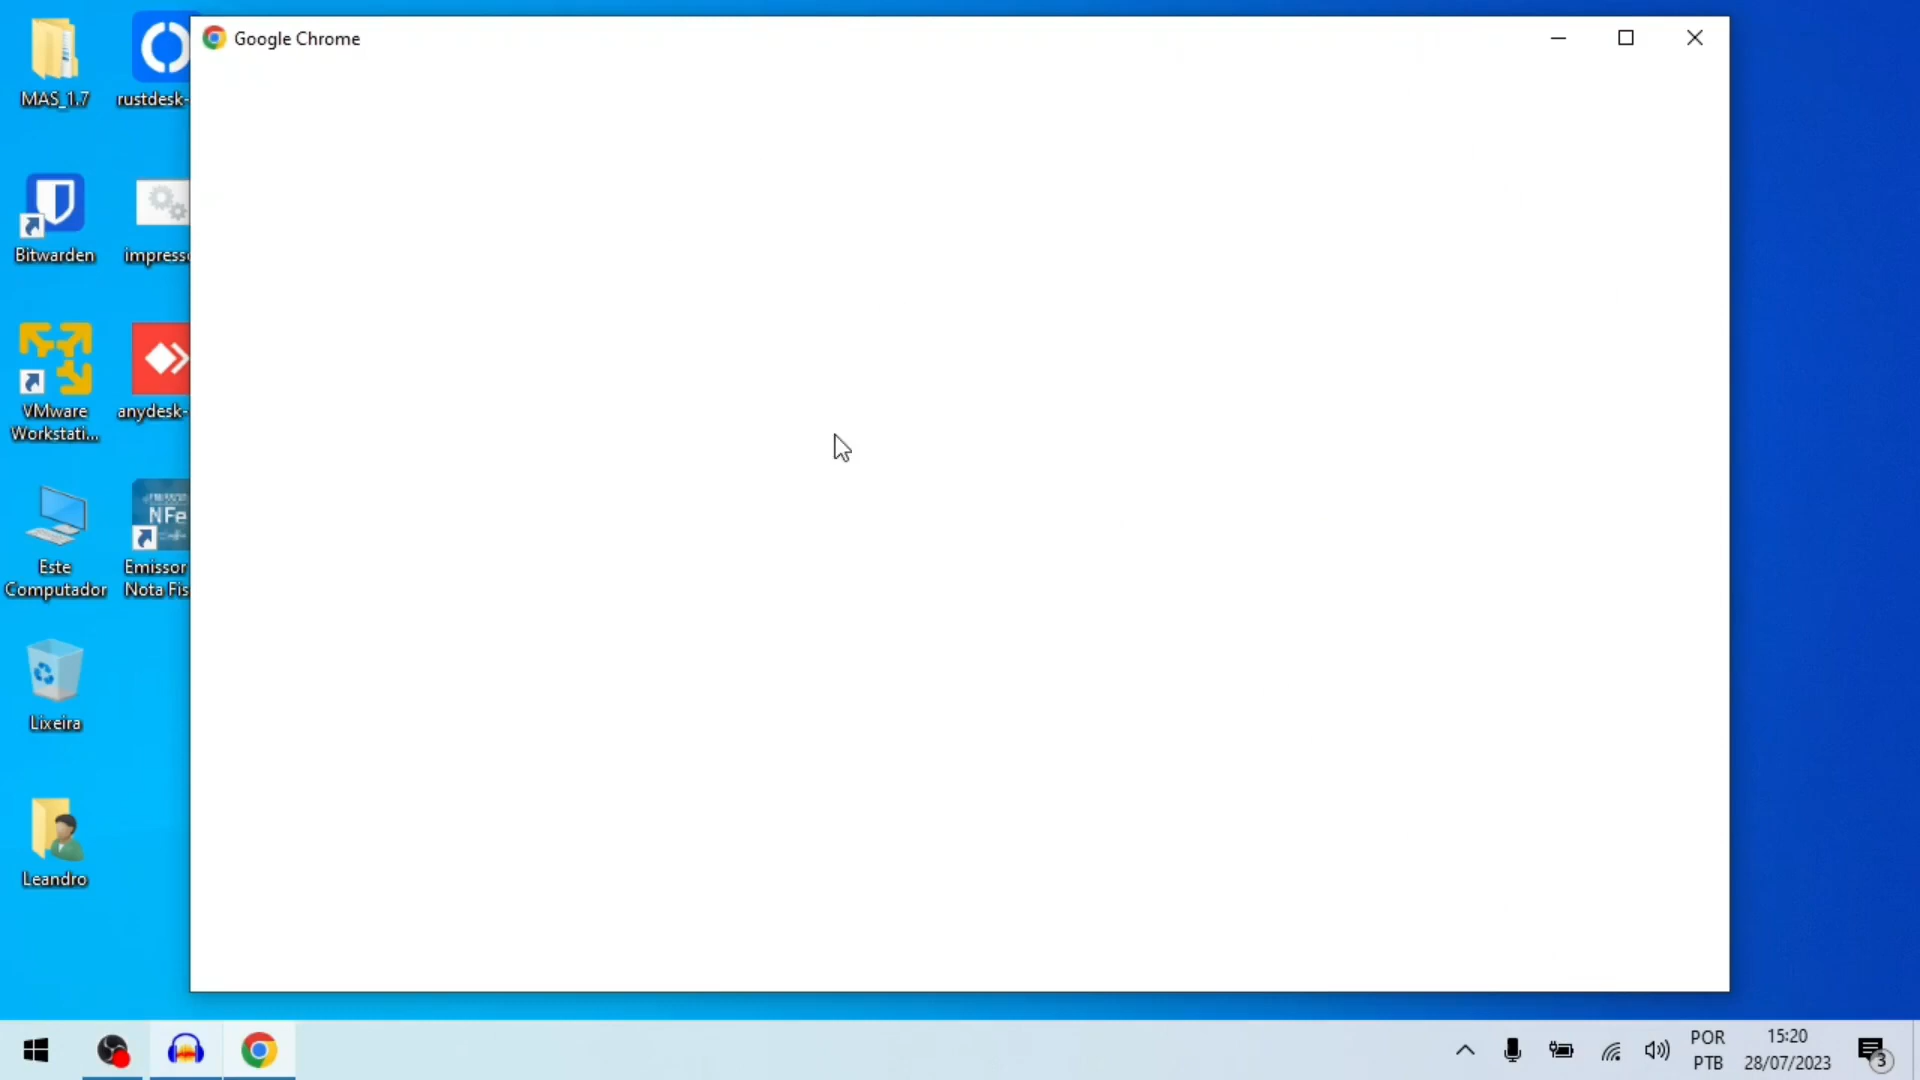 Google Chrome
MAS_1.7
rustdesk-
Bitwarden
impress
VMware
Workstati...
anydesk-
NFe
Este
Computador
Emissor
Nota Fis
Lixeira
Leandro
POR
PTB
15:20
28/07/2023
3